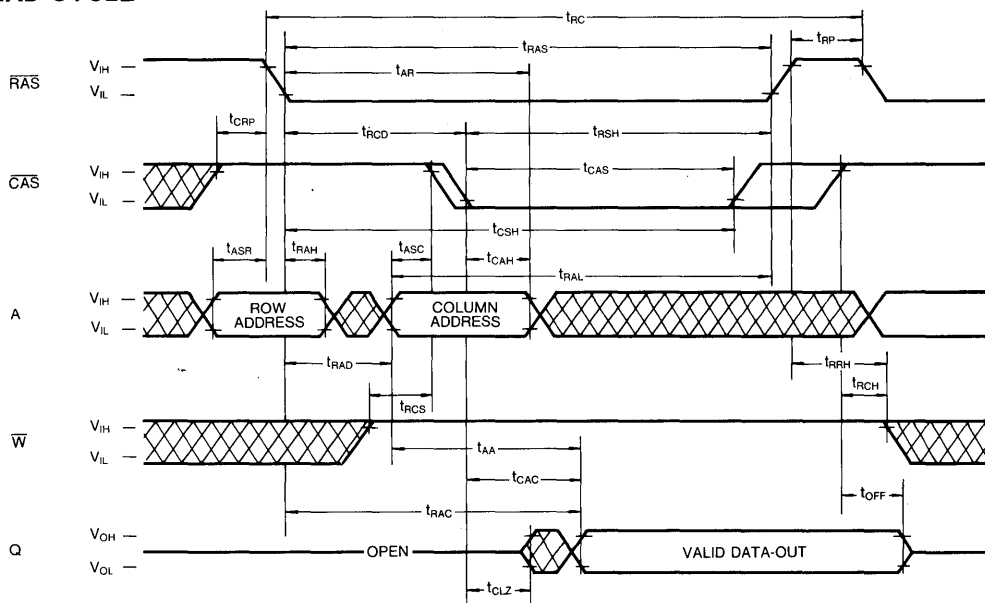 CYCLE
tRC
tRP
tRAS
tAR
RAS
VIH
VIL
tCRP
tRCD
tRSH
CAS
VIH
VIL
tCAS
tCSH
tASR
tRAH
tASC
tCAH
tRAL
A
VIH
VIL
ROW
ADDRESS
COLUMN
ADDRESS
tRAD
tRRH
tRCS
tRCH
W
VIH
VIL
tAA
tCAC
tOFF
tRAC
Q
VOH
VOL
OPEN
VALID DATA-OUT
tCLZ